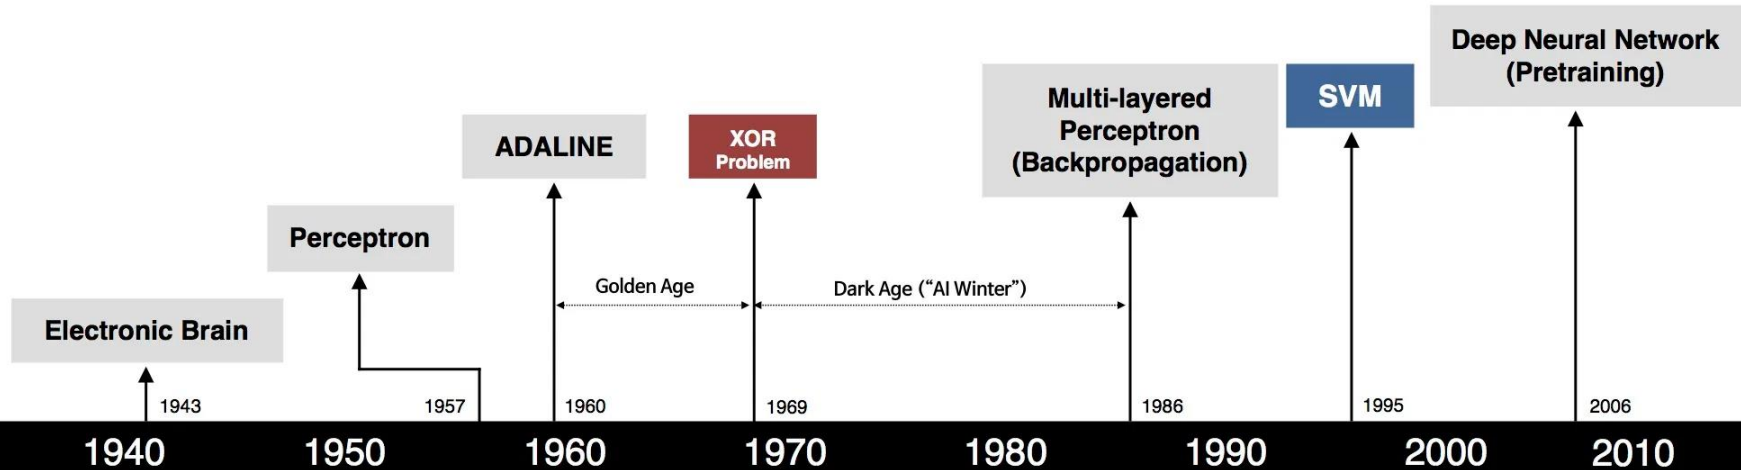 Deep Neural Network
(Pretraining)
Multi-layered
Perceptron
(Backpropagation)
SVM
ADALINE
XOR
Problem
Perceptron
Golden Age
Dark Age (“AI Winter”)
Electronic Brain
1943
1957
1960
1969
1986
1995
2006
1940
1950
1960
1970
1980
1990
2000
2010